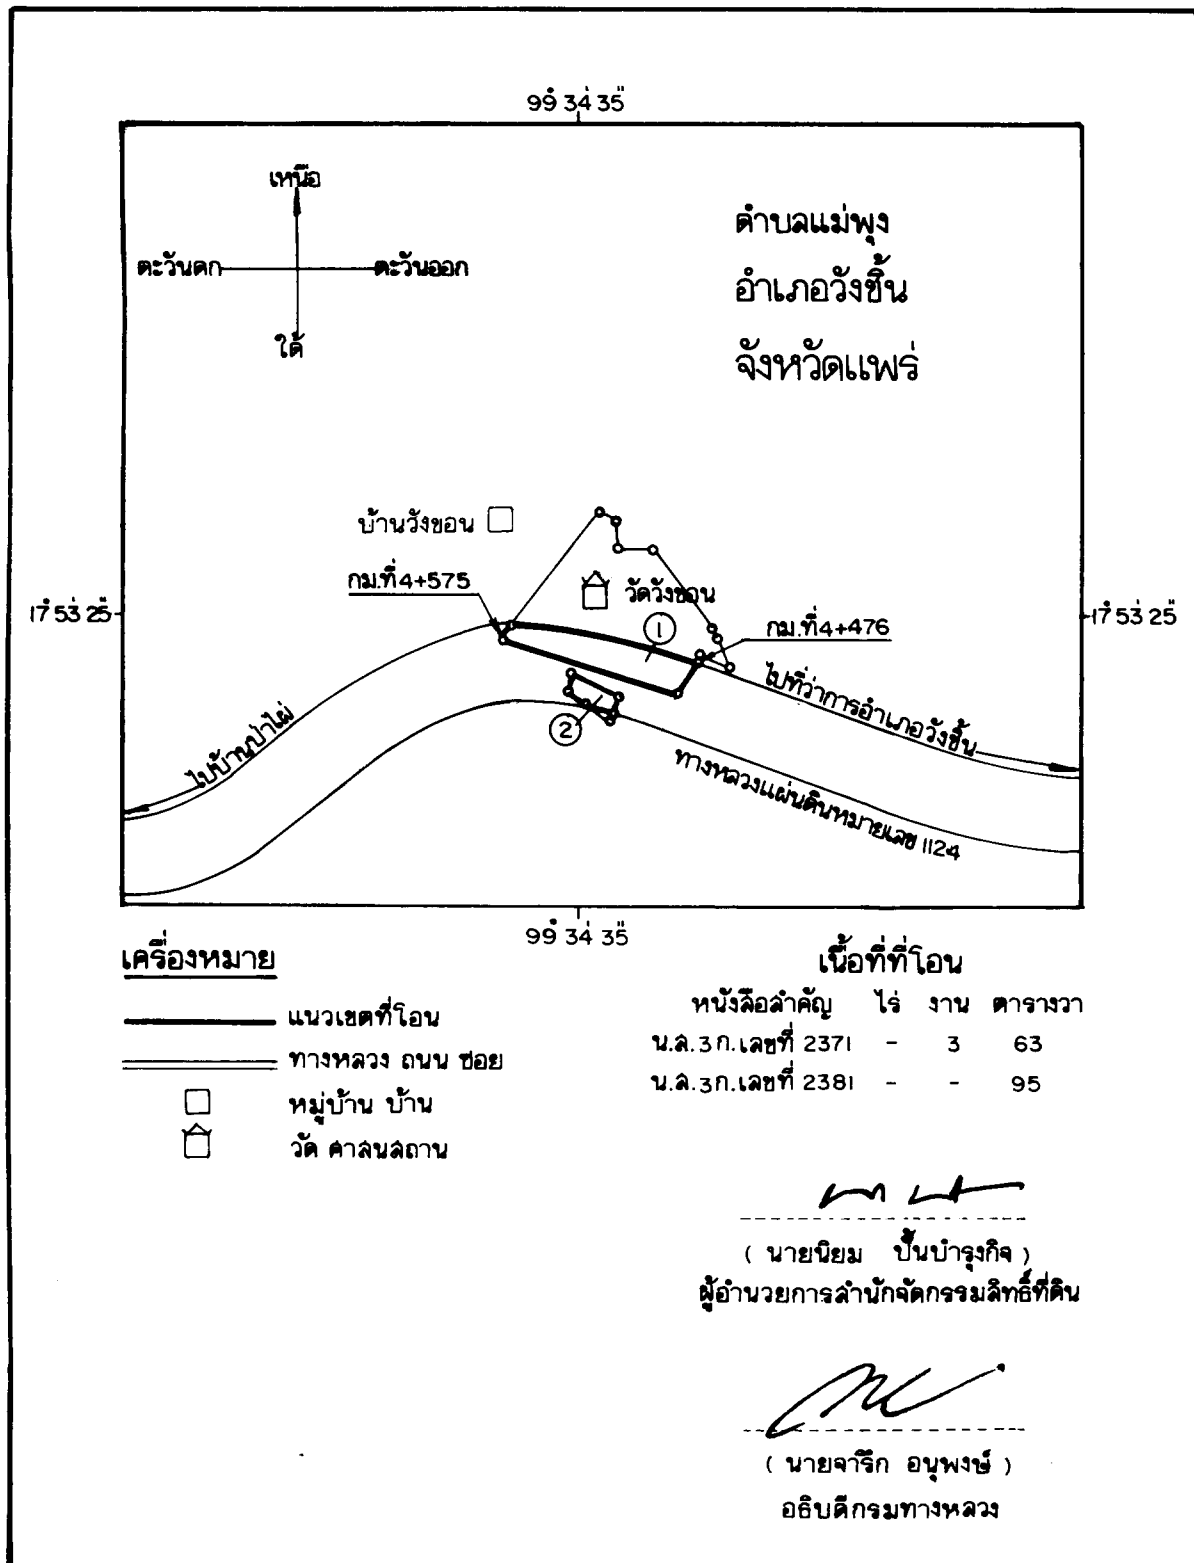 99° 34' 35"
เหนือ
ตะวันตก
ตะวันออก
ใต้
ตำบลแม่พุง
อำเภอวังชิ้น
จังหวัดแพร่
บ้านวังขอน
กม.ที่ 4+575
วัดวังขอน
17° 53' 25"
1
กม.ที่ 4+476
17° 53' 25"
ไปที่ว่าการอำเภอวังชิ้น
ไปบ้านป่าไผ่
2
ทางหลวงแผ่นดินหมายเลข 1124
99° 34' 35"
เครื่องหมาย
แนวเขตที่โอน
ทางหลวง ถนน ซอย
หมู่บ้าน บ้าน
วัด ศาสนสถาน
เนื้อที่ที่โอน
หนังสือสำคัญ ไร่ งาน ตารางวา
น.ส.3ก.เลขที่ 2371 - 3 63
น.ส.3ก.เลขที่ 2381 - - 95
( นายนิยม ปั้นบำรุงกิจ )
ผู้อำนวยการสำนักจัดกรรมสิทธิ์ที่ดิน
( นายจาริก อนุพงษ์ )
อธิบดีกรมทางหลวง